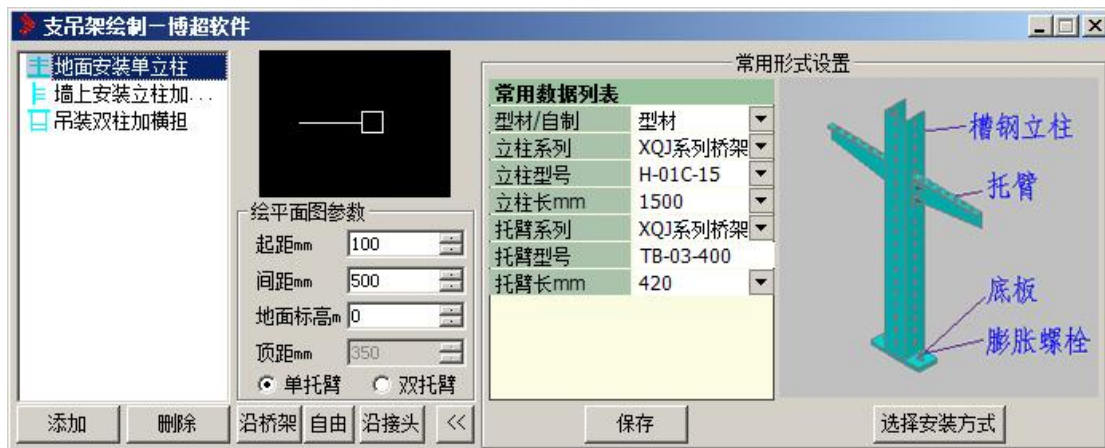 支吊架绘制－博超软件
地面安装单立柱
墙上安装立柱加...
吊装双柱加横担
添加
删除
绘平面图参数
起距mm 100
间距mm 500
地面标高m 0
顶距mm 350
单托臂 双托臂
沿桥架 自由 沿接头 <<
常用形式设置
常用数据列表
型材/自制 型材
立柱系列 XQJ系列桥架
立柱型号 H-01C-15
立柱长mm 1500
托臂系列 XQJ系列桥架
托臂型号 TB-03-400
托臂长mm 420
槽钢立柱
托臂
底板
膨胀螺栓
保存
选择安装方式